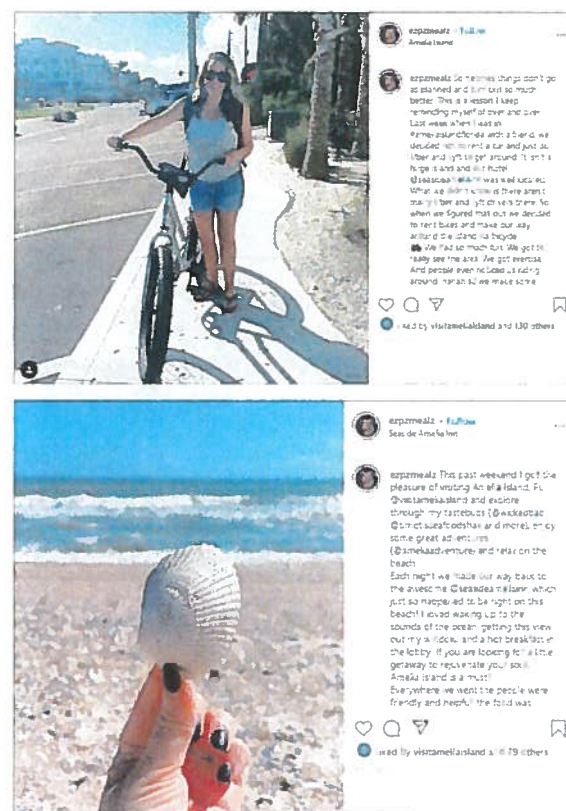 ezpzmealz • Follow
Amelia Island
ezpzmealz Sometimes things don't go
as planned and turn out so much
better. This is a lesson I keep
reminding myself of over and over.
Last week when I was in
#ameliaislandflorida with a friend, we
decided not to rent a car and just do
Uber and Lyft to get around. It isn't a
huge island and our hotel
@seasideameliainn was well located.
What we didn't know is there aren't
many Uber and Lyft drivers there. So
when we figured that out we decided
to rent bikes and make our way
around the island via bicycle
We had so much fun. We got to
really see the area. We got exercise.
And people even noticed us riding
around hahah so we made some
Liked by visitameliaisland and 130 others
ezpzmealz • Follow
Seaside Amelia Inn
ezpzmealz This past weekend I got the
pleasure of visiting Amelia Island, FL
@visitameliaisland and explore
through my tastebuds (@wickedbao
and more), enjoy
some great adventures
(@ameliaadventure) and relax on the
beach.
Each night we made our way back to
the awesome @seasideameliainn which
just so happened to be right on this
beach! I loved waking up to the
sounds of the ocean, getting this view
out my window and a hot breakfast in
the lobby. If you are looking for a little
getaway to rejuvenate your soul,
Amelia Island is a must!
Everywhere we went the people were
friendly and helpful, the food was
Liked by visitameliaisland and 79 others